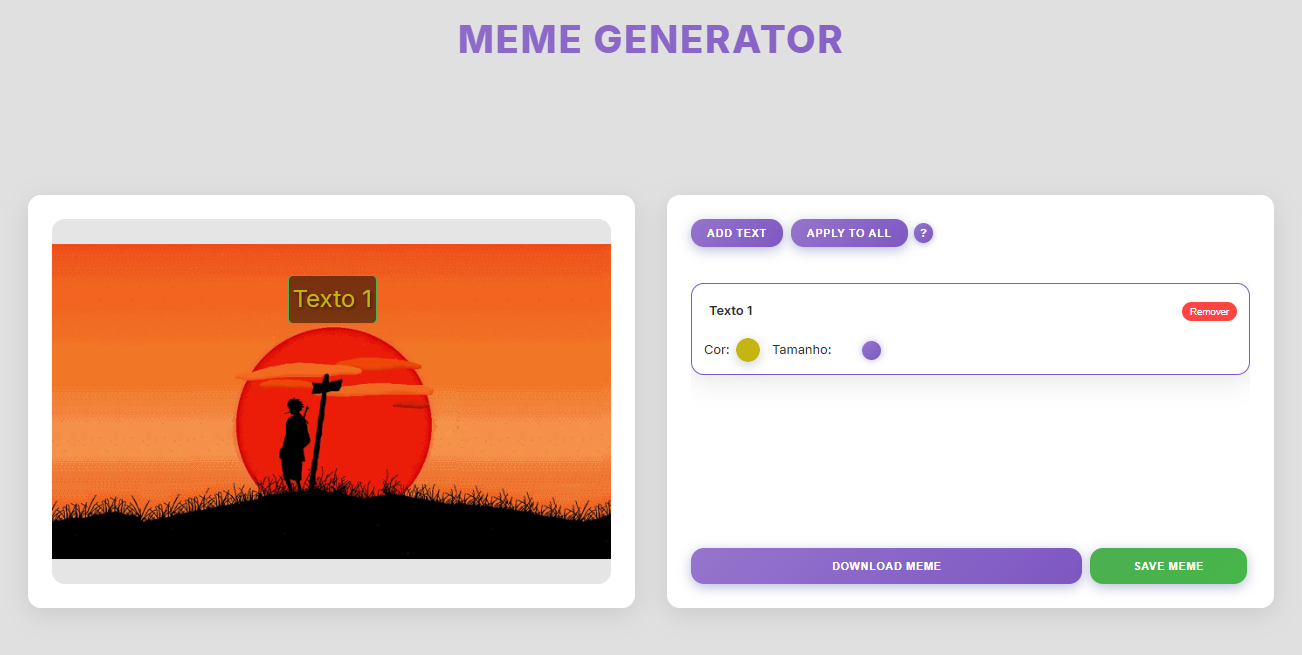 MEME GENERATOR
Texto 1
ADD TEXT APPLY TO ALL ?
Texto 1 Remover
Cor: Tamanho:
DOWNLOAD MEME SAVE MEME